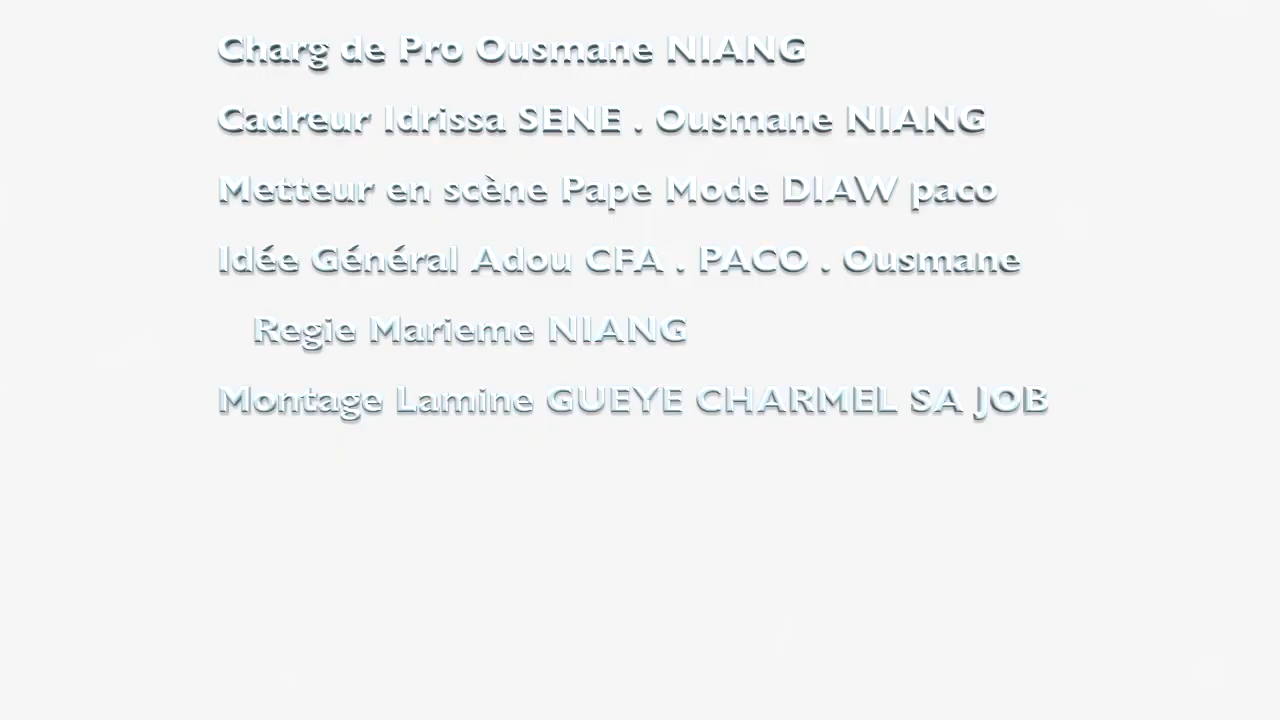 Charg de Pro Ousmane NIANG
Cadreur Idrissa SENE . Ousmane NIANG
Metteur en scène Pape Mode DIAW paco
Idée Général Adou CFA . PACO . Ousmane
Regie Marieme NIANG
Montage Lamine GUEYE CHARMEL SA JOB